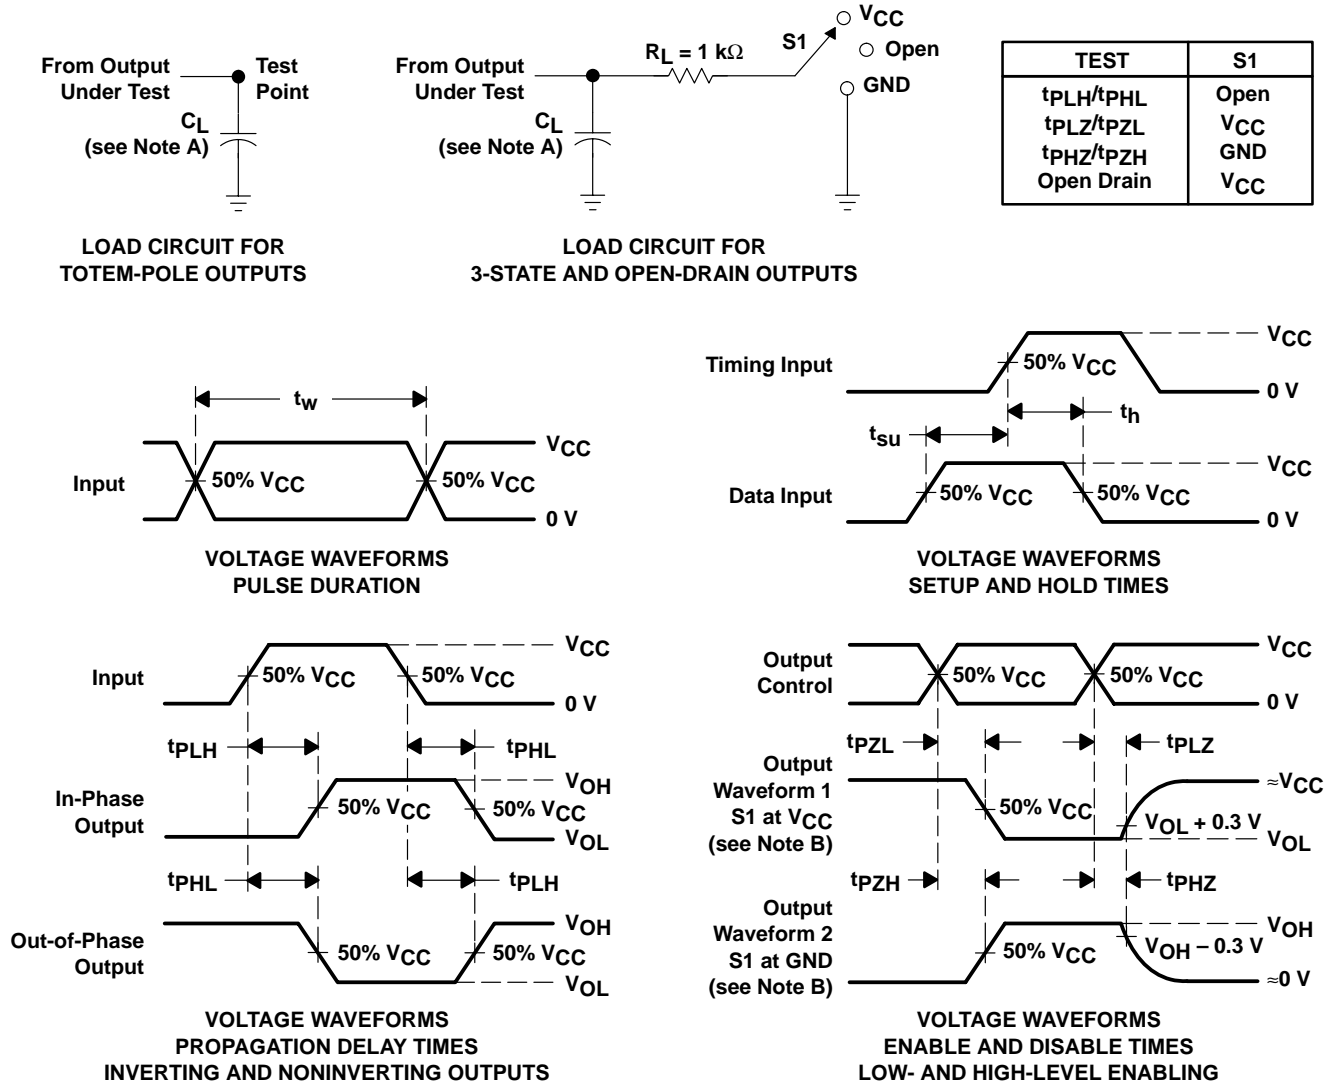 From Output
Under Test
Test
Point
CL
(see Note A)
LOAD CIRCUIT FOR
TOTEM-POLE OUTPUTS
From Output
Under Test
RL = 1 kΩ
S1
VCC
Open
GND
CL
(see Note A)
LOAD CIRCUIT FOR
3-STATE AND OPEN-DRAIN OUTPUTS
TEST S1
tPLH/tPHL Open
tPLZ/tPZL VCC
tPHZ/tPZH GND
Open Drain VCC
tw
Input
50% VCC
50% VCC
VCC
0 V
VOLTAGE WAVEFORMS
PULSE DURATION
Timing Input
50% VCC
VCC
0 V
tsu
th
Data Input
50% VCC
50% VCC
VCC
0 V
VOLTAGE WAVEFORMS
SETUP AND HOLD TIMES
Input
50% VCC
50% VCC
VCC
0 V
tPLH
tPHL
In-Phase
Output
50% VCC
50% VCC
VOH
VOL
tPHL
tPLH
Out-of-Phase
Output
50% VCC
50% VCC
VOH
VOL
VOLTAGE WAVEFORMS
PROPAGATION DELAY TIMES
INVERTING AND NONINVERTING OUTPUTS
Output
Control
50% VCC
50% VCC
VCC
0 V
tPZL
tPLZ
Output
Waveform 1
S1 at VCC
(see Note B)
50% VCC
VOL + 0.3 V
≈VCC
VOL
tPZH
tPHZ
Output
Waveform 2
S1 at GND
(see Note B)
50% VCC
VOH − 0.3 V
VOH
≈0 V
VOLTAGE WAVEFORMS
ENABLE AND DISABLE TIMES
LOW- AND HIGH-LEVEL ENABLING